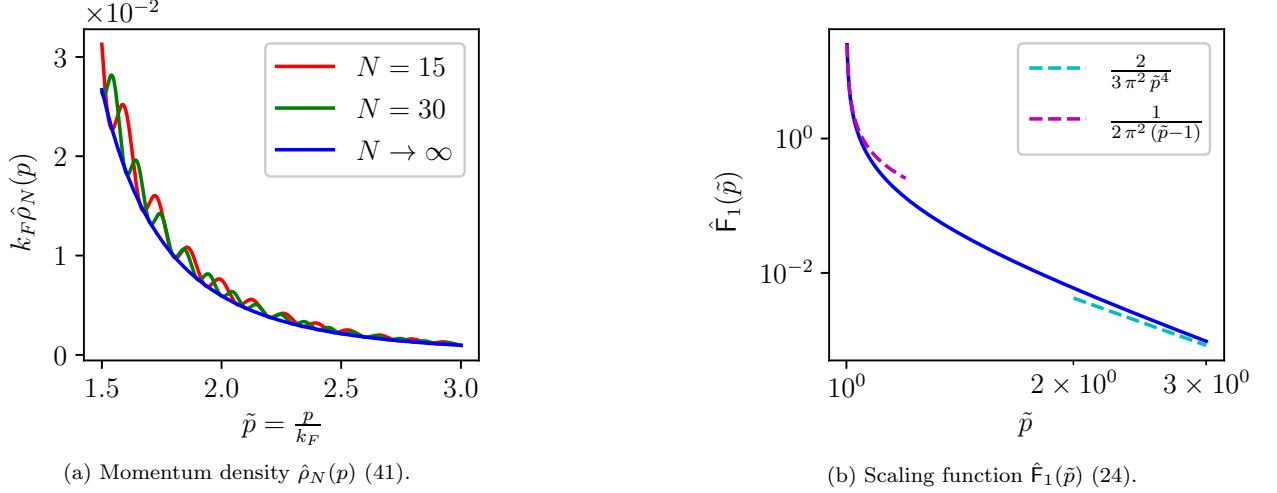 ×10⁻²
3
2
1
0
k_F ρ̂_N(p)
N = 15
N = 30
N → ∞
1.5 2.0 2.5 3.0
p̃ = p/k_F
(a) Momentum density ρ̂_N(p) (41).
10⁰
10⁻²
F̂₁(p̃)
2/(3 π² p̃⁴)
1/(2 π² (p̃−1))
10⁰ 2 × 10⁰ 3 × 10⁰
p̃
(b) Scaling function F̂₁(p̃) (24).